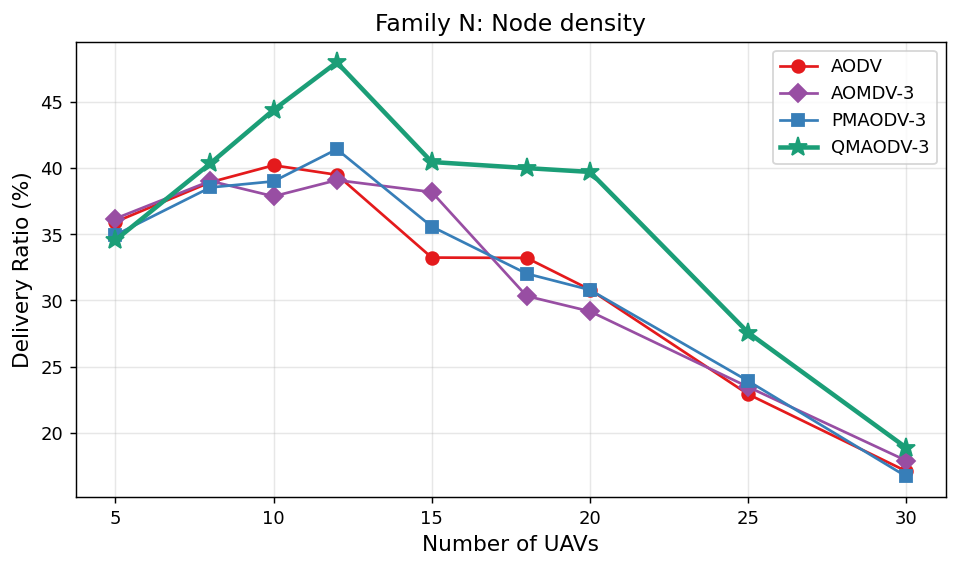 Family N: Node density
AODV
AOMDV-3
PMAODV-3
QMAODV-3
Delivery Ratio (%)
45
40
35
30
25
20
5 10 15 20 25 30
Number of UAVs